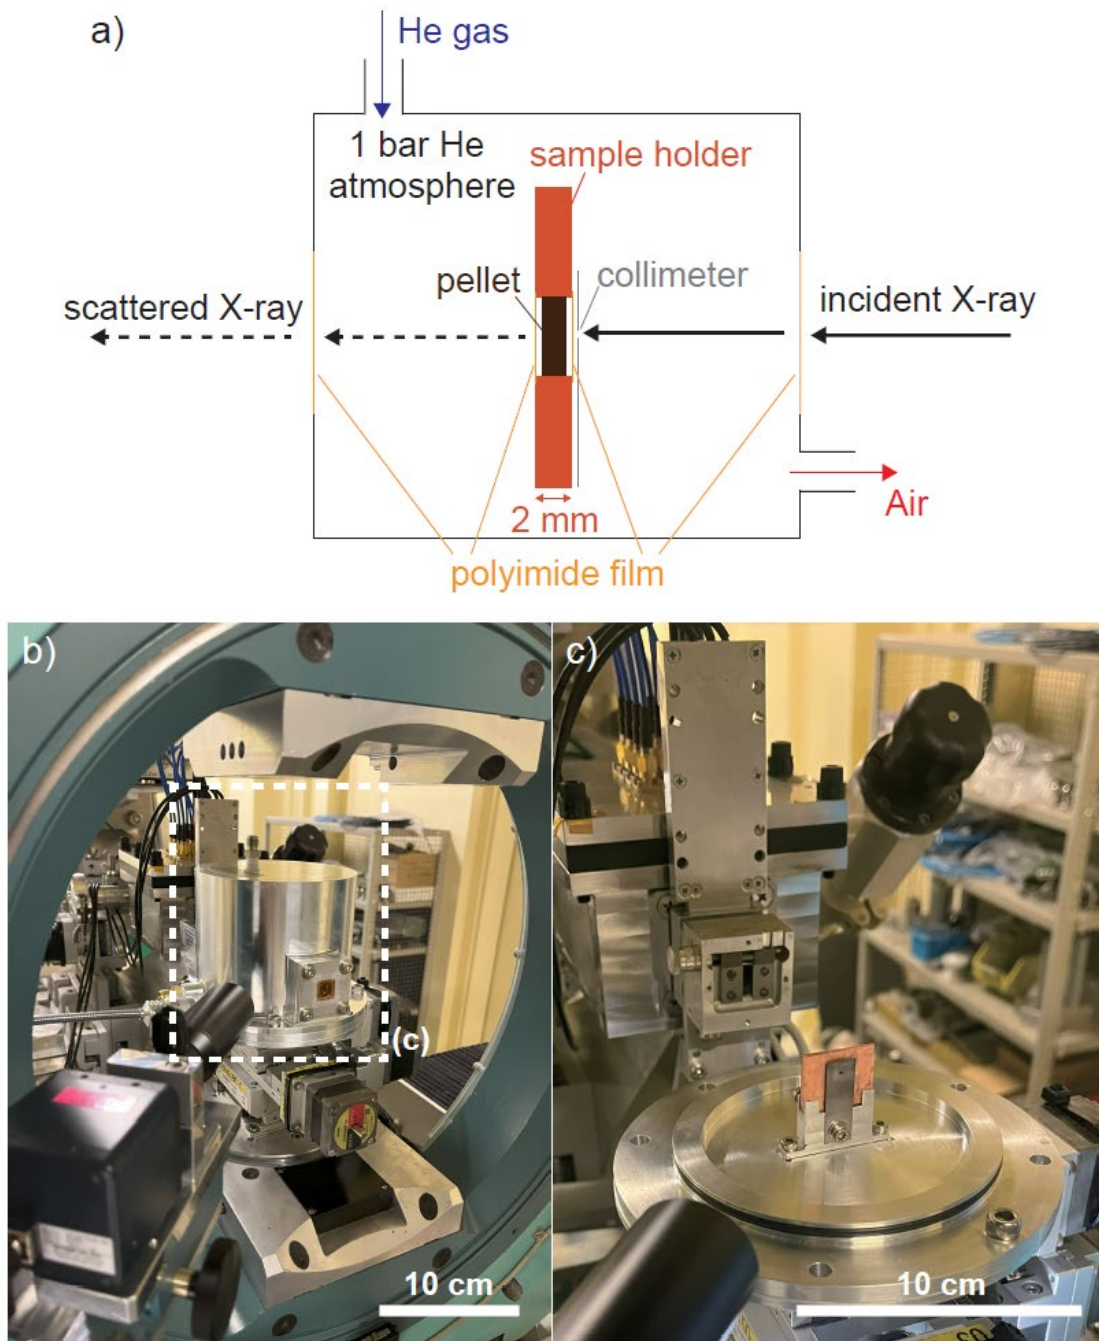 a)
He gas
1 bar He
atmosphere
sample holder
pellet
collimeter
scattered X-ray
incident X-ray
2 mm
Air
polyimide film
b)
(c)
10 cm
c)
10 cm